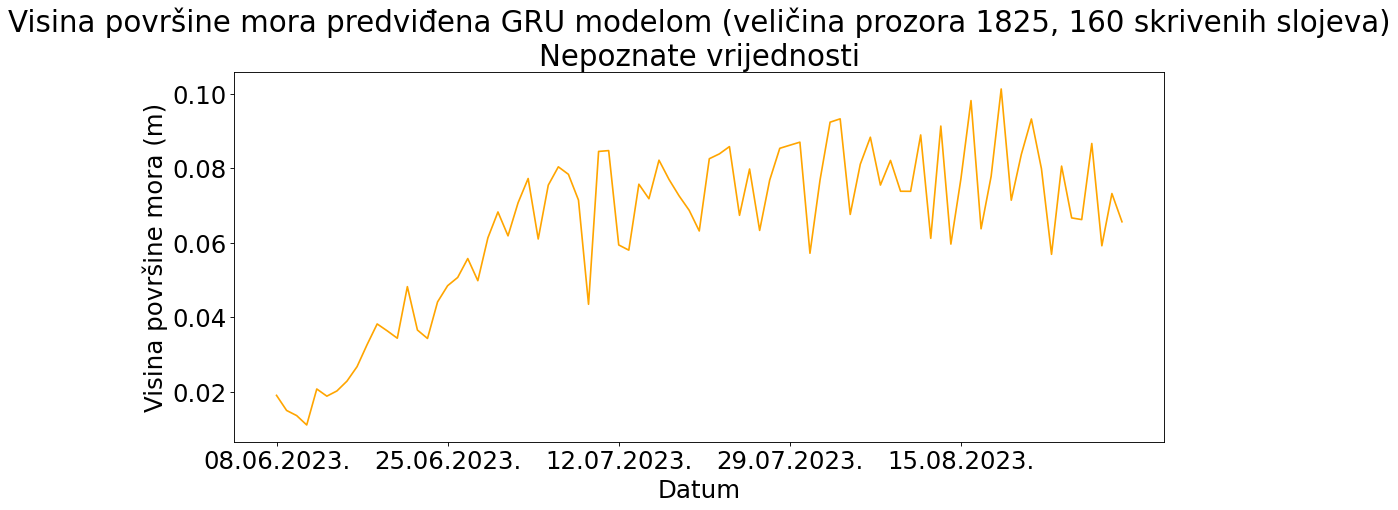 Visina površine mora predviđena GRU modelom (veličina prozora 1825, 160 skrivenih slojeva)
Nepoznate vrijednosti
Visina površine mora (m)
0.10
0.08
0.06
0.04
0.02
08.06.2023.
25.06.2023.
12.07.2023.
29.07.2023.
15.08.2023.
Datum